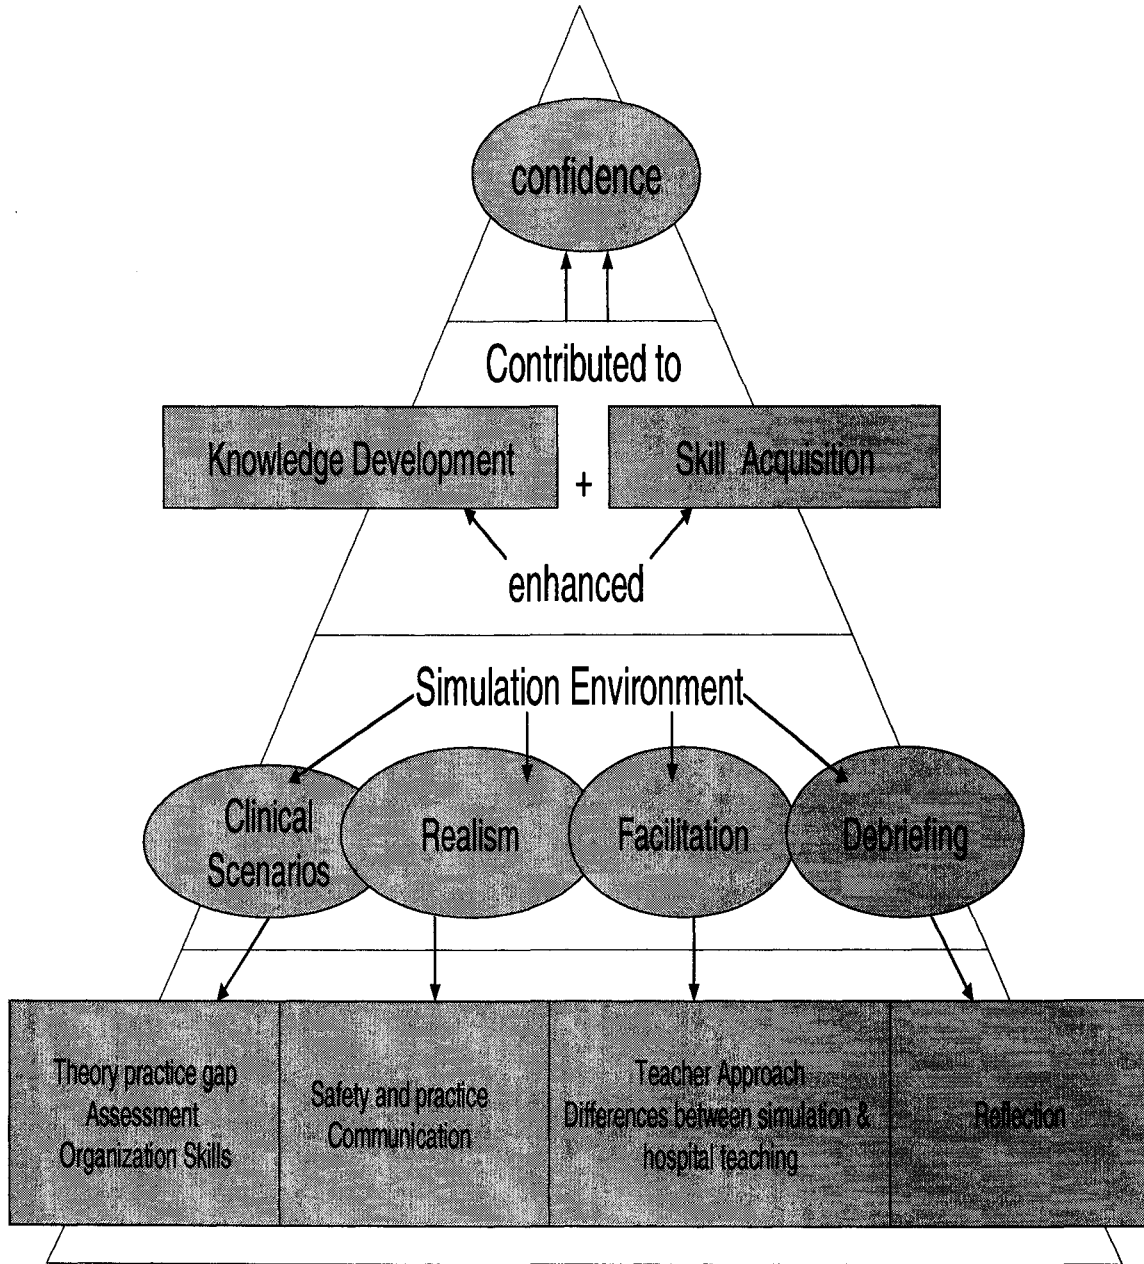 confidence
Contributed to
Knowledge Development
+
Skill Acquisition
enhanced
Simulation Environment
Clinical
Scenarios
Realism
Facilitation
Debriefing
Theory practice gap
Assessment
Organization Skills
Safety and practice
Communication
Teacher Approach
Differences between simulation &
hospital teaching
Reflection